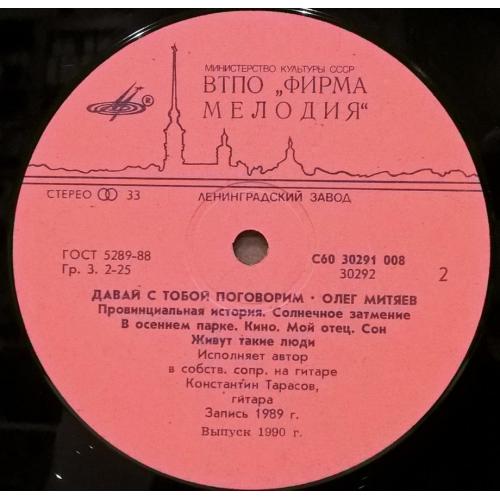 МИНИСТЕРСТВО КУЛЬТУРЫ СССР
ВТПО „ФИРМА
МЕЛОДИЯ“
®
СТЕРЕО 33
ЛЕНИНГРАДСКИЙ ЗАВОД
ГОСТ 5289-88
Гр. 3. 2-25
С60 30291 008
30292
2
ДАВАЙ С ТОБОЙ ПОГОВОРИМ · ОЛЕГ МИТЯЕВ
Провинциальная история. Солнечное затмение
В осеннем парке. Кино. Мой отец. Сон
Живут такие люди
Исполняет автор
в собств. сопр. на гитаре
Константин Тарасов,
гитара
Запись 1989 г.
Выпуск 1990 г.